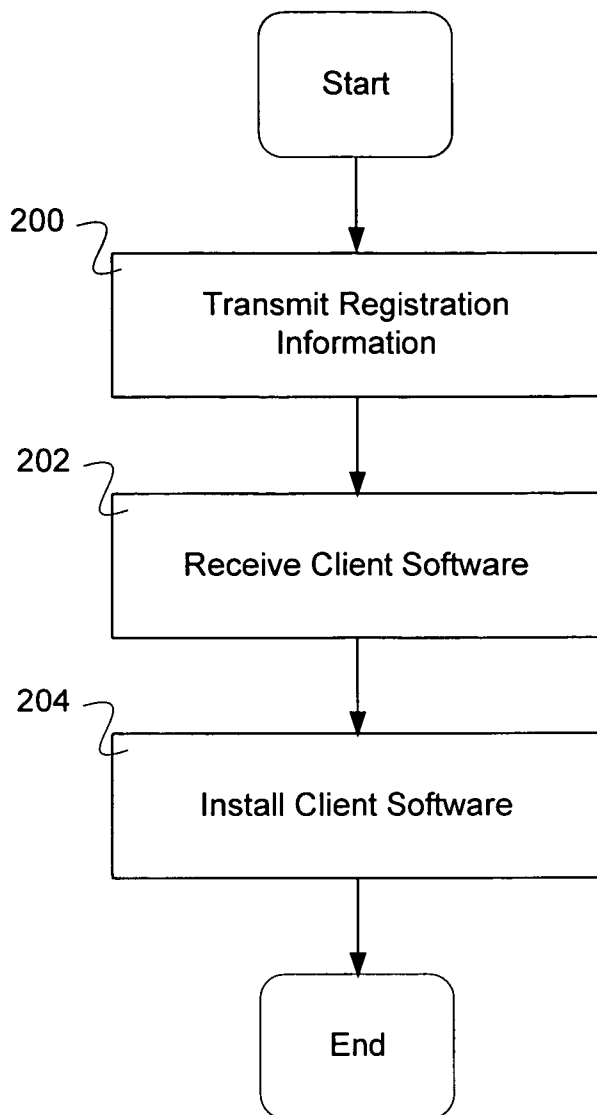 Start
200
Transmit Registration
Information
202
Receive Client Software
204
Install Client Software
End